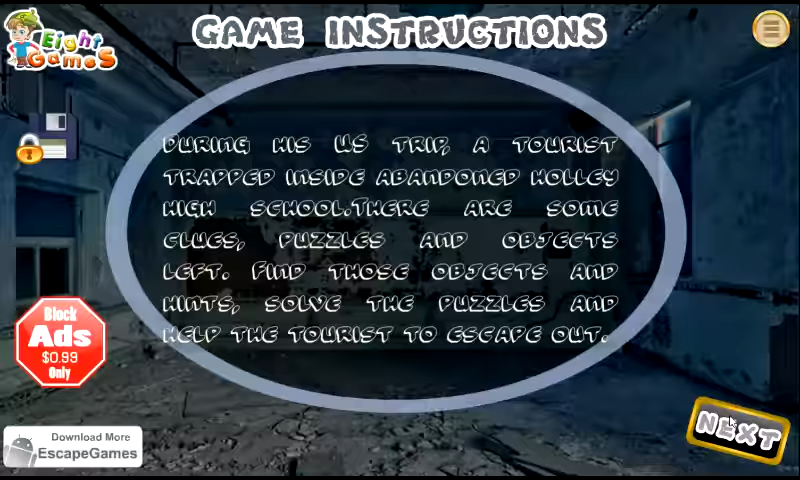 Eight
Games
GAME INSTRUCTIONS
DURING HIS US TRIP, A TOURIST
TRAPPED INSIDE ABANDONED HOLLEY
HIGH SCHOOL.THERE ARE SOME
CLUES, PUZZLES AND OBJECTS
LEFT. FIND THOSE OBJECTS AND
HINTS, SOLVE THE PUZZLES AND
HELP THE TOURIST TO ESCAPE OUT.
Block
Ads
$0.99
Only
Download More
EscapeGames
NEXT